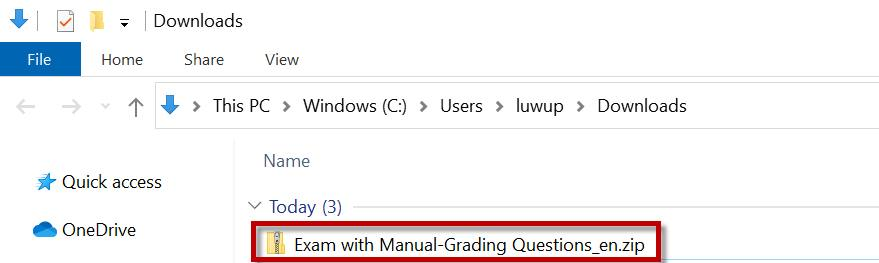 Downloads
File Home Share View
This PC Windows (C:) Users luwup Downloads
Name
Quick access
Today (3)
OneDrive
Exam with Manual-Grading Questions_en.zip